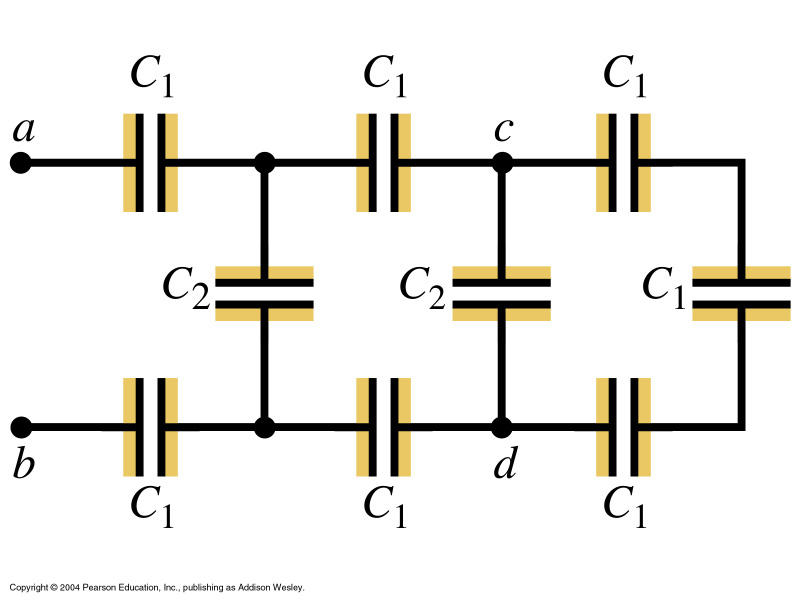 C1 C1 C1
a c
C2 C2 C1
b d
C1 C1 C1
Copyright © 2004 Pearson Education, Inc., publishing as Addison Wesley.